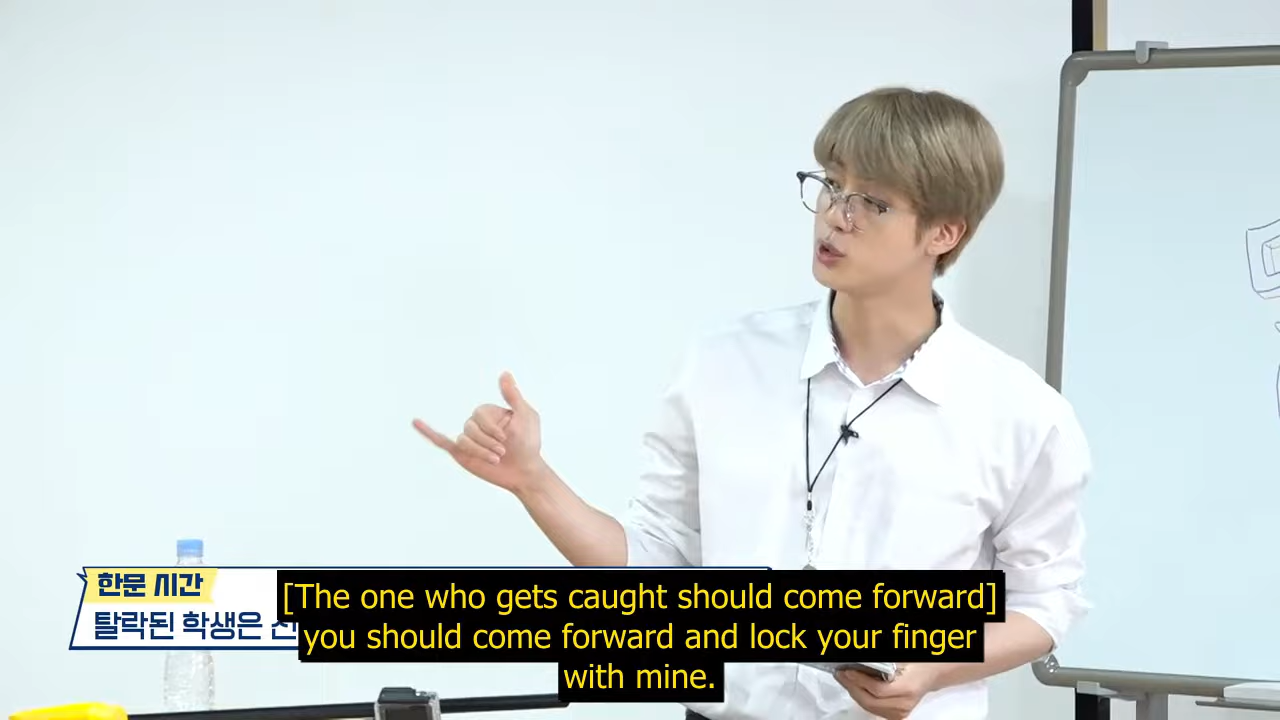 한문 시간
탈락된 학생은
[The one who gets caught should come forward]
you should come forward and lock your finger
with mine.